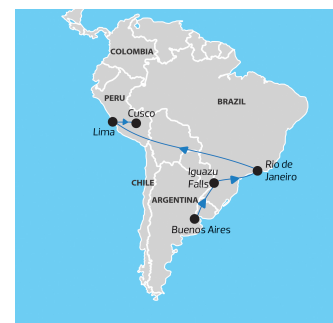 COLOMBIA
PERU
BRAZIL
Cusco
Lima
Rio de
Janeiro
Iguazu
Falls
CHILE
ARGENTINA
Buenos Aires